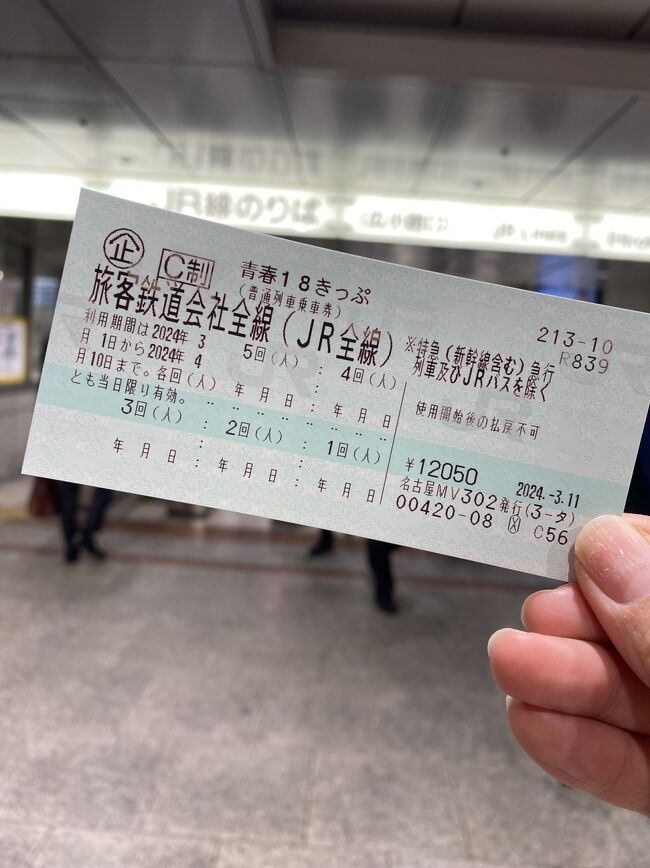 JR線のりば
企 C制 青春18きっぷ
(普通列車乗車券)
旅客鉄道会社全線(JR全線)
213-10
R839
利用期間は2024年 3
月 1日から2024年 4
月10日まで。各回(人)
とも当日限り有効。
5回(人) : 4回(人)
年 月 日 : 年 月 日
3回(人) : 2回(人) : 1回(人)
年 月 日 : 年 月 日 : 年 月 日
※特急(新幹線含む)急行
列車及びJRバスを除く
使用開始後の払戻不可
¥12050 2024.-3.11
名古屋MV302発行(3-タ)
00420-08 C56